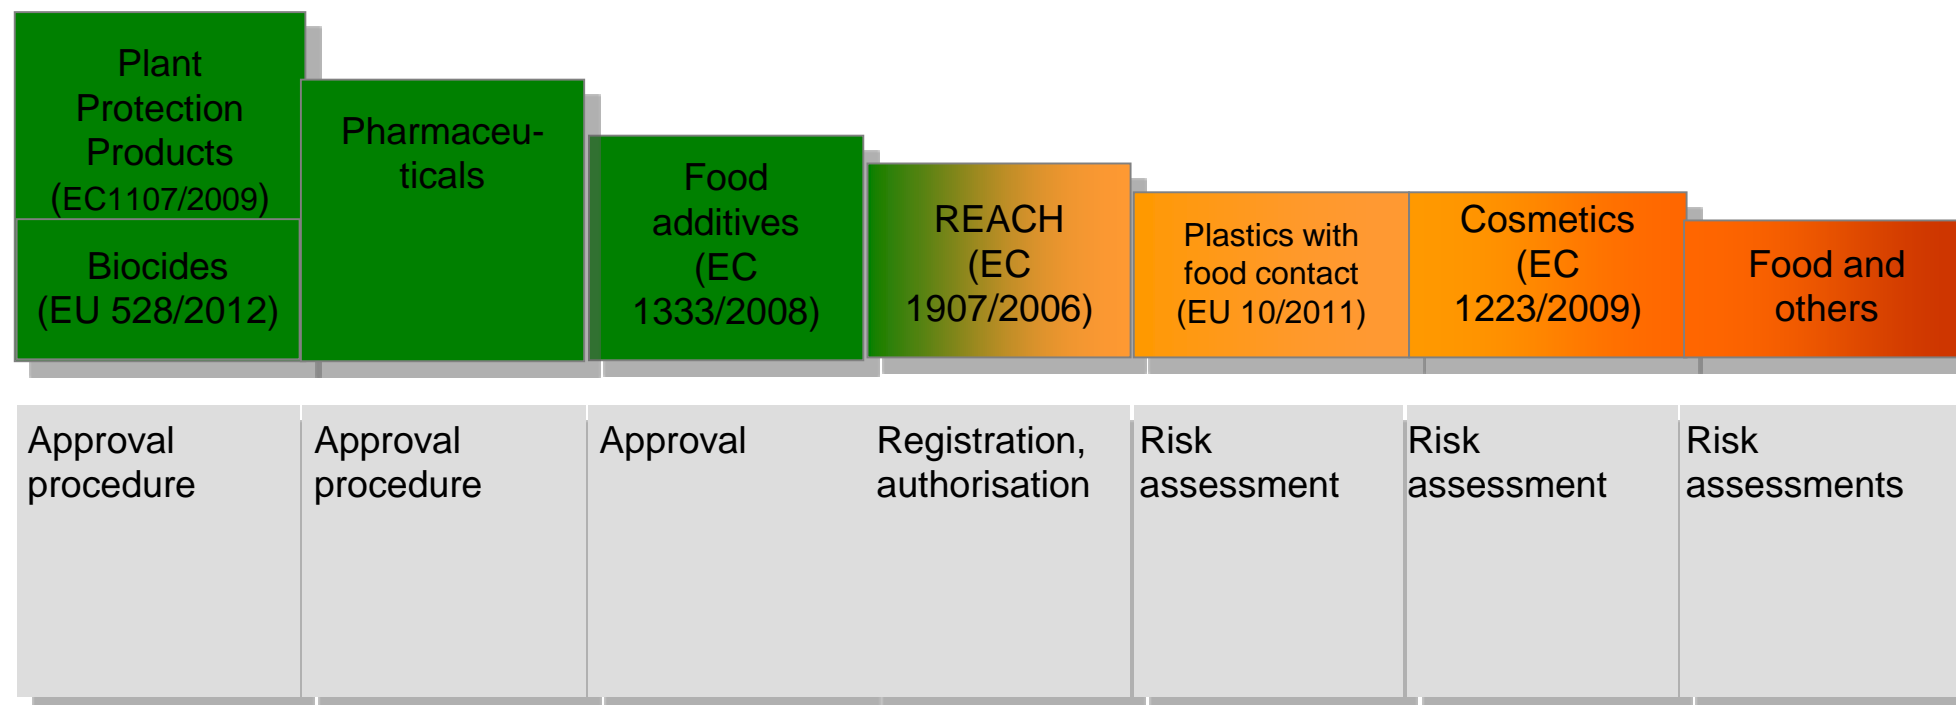 Plant
Protection
Products
(EC1107/2009)
Biocides
(EU 528/2012)
Pharmaceu-
ticals
Food
additives
(EC
1333/2008)
REACH
(EC
1907/2006)
Plastics with
food contact
(EU 10/2011)
Cosmetics
(EC
1223/2009)
Food and
others
Approval
procedure
Approval
procedure
Approval
Registration,
authorisation
Risk
assessment
Risk
assessment
Risk
assessments